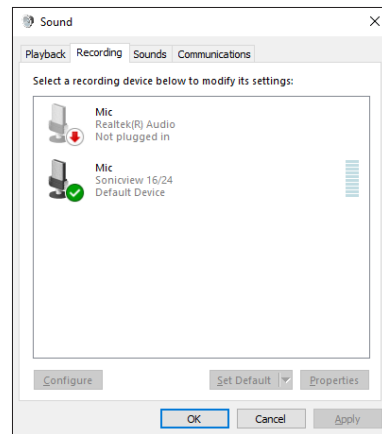 Sound
Playback Recording Sounds Communications
Select a recording device below to modify its settings:
Mic
Realtek(R) Audio
Not plugged in
Mic
Sonicview 16/24
Default Device
Configure Set Default Properties
OK Cancel Apply